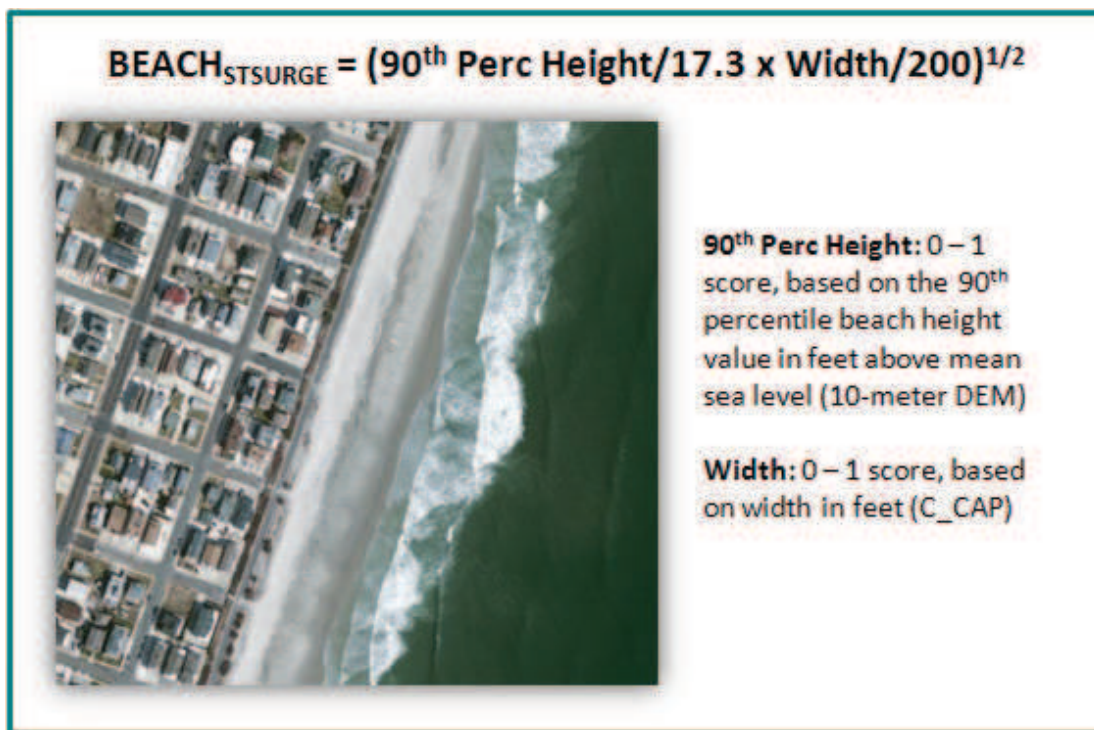 BEACHSTSURGE = (90th Perc Height/17.3 x Width/200)1/2
90th Perc Height: 0 – 1
score, based on the 90th
percentile beach height
value in feet above mean
sea level (10-meter DEM)
Width: 0 – 1 score, based
on width in feet (C_CAP)